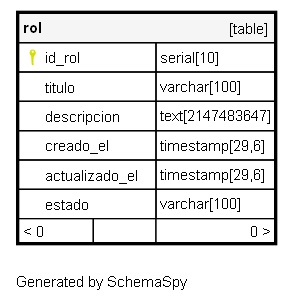 rol [table]
id_rol serial[10]
titulo varchar[100]
descripcion text[2147483647]
creado_el timestamp[29,6]
actualizado_el timestamp[29,6]
estado varchar[100]
< 0 0 >
Generated by SchemaSpy